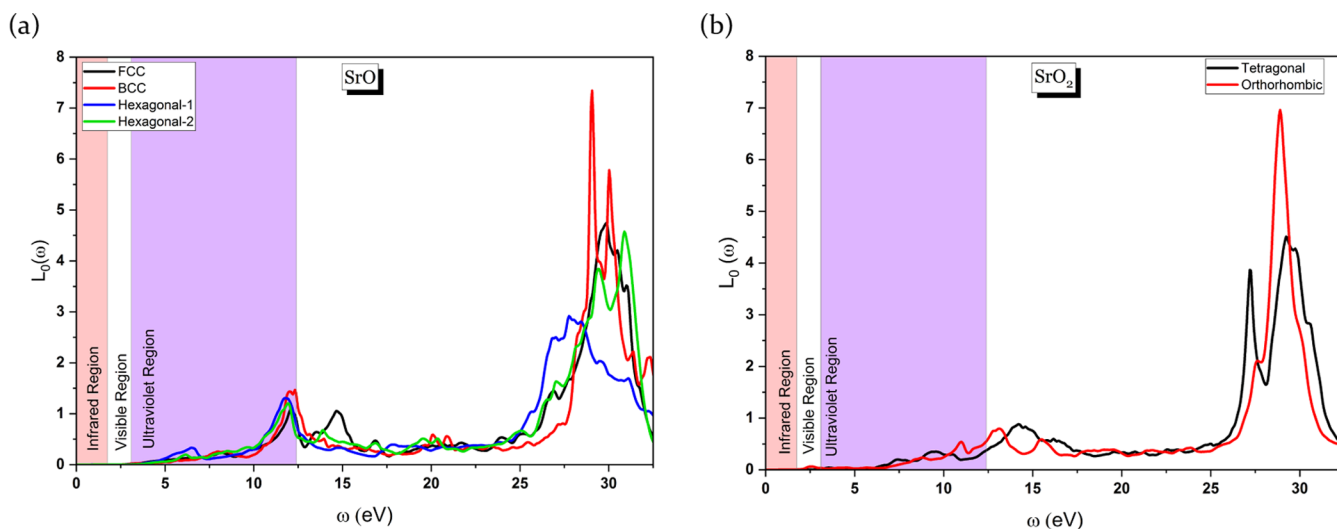 (a)
8
7
6
5
4
3
2
1
0
L₀(ω)
FCC
BCC
Hexagonal-1
Hexagonal-2
SrO
Infrared Region
Visible Region
Ultraviolet Region
0 5 10 15 20 25 30
ω (eV)
(b)
8
7
6
5
4
3
2
1
0
L₀ (ω)
SrO₂
Tetragonal
Orthorhombic
Infrared Region
Visible Region
Ultraviolet Region
0 5 10 15 20 25 30
ω (eV)